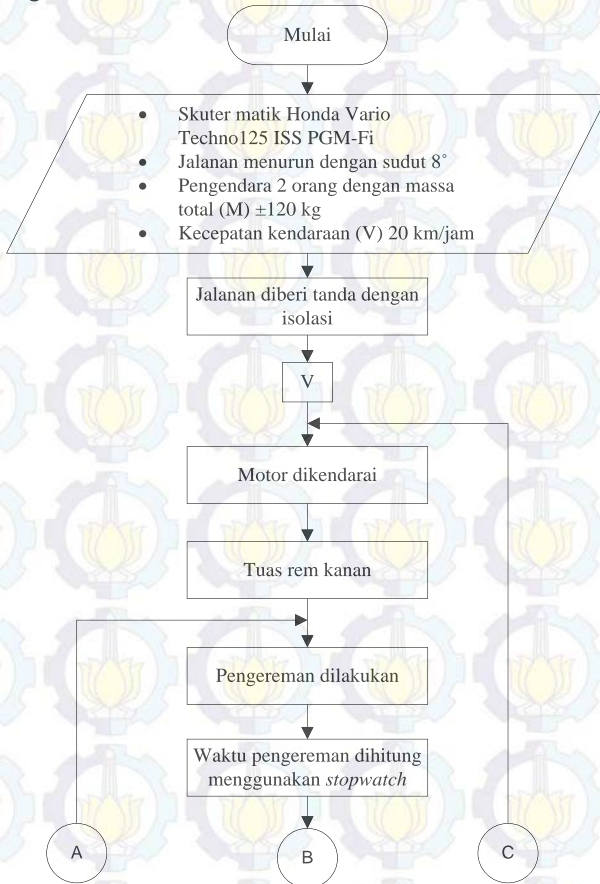 Mulai
• Skuter matik Honda Vario
Techno125 ISS PGM-Fi
• Jalanan menurun dengan sudut 8˚
• Pengendara 2 orang dengan massa
total (M) ±120 kg
• Kecepatan kendaraan (V) 20 km/jam
Jalanan diberi tanda dengan
isolasi
V
Motor dikendarai
Tuas rem kanan
Pengereman dilakukan
Waktu pengereman dihitung
menggunakan stopwatch
A
B
C